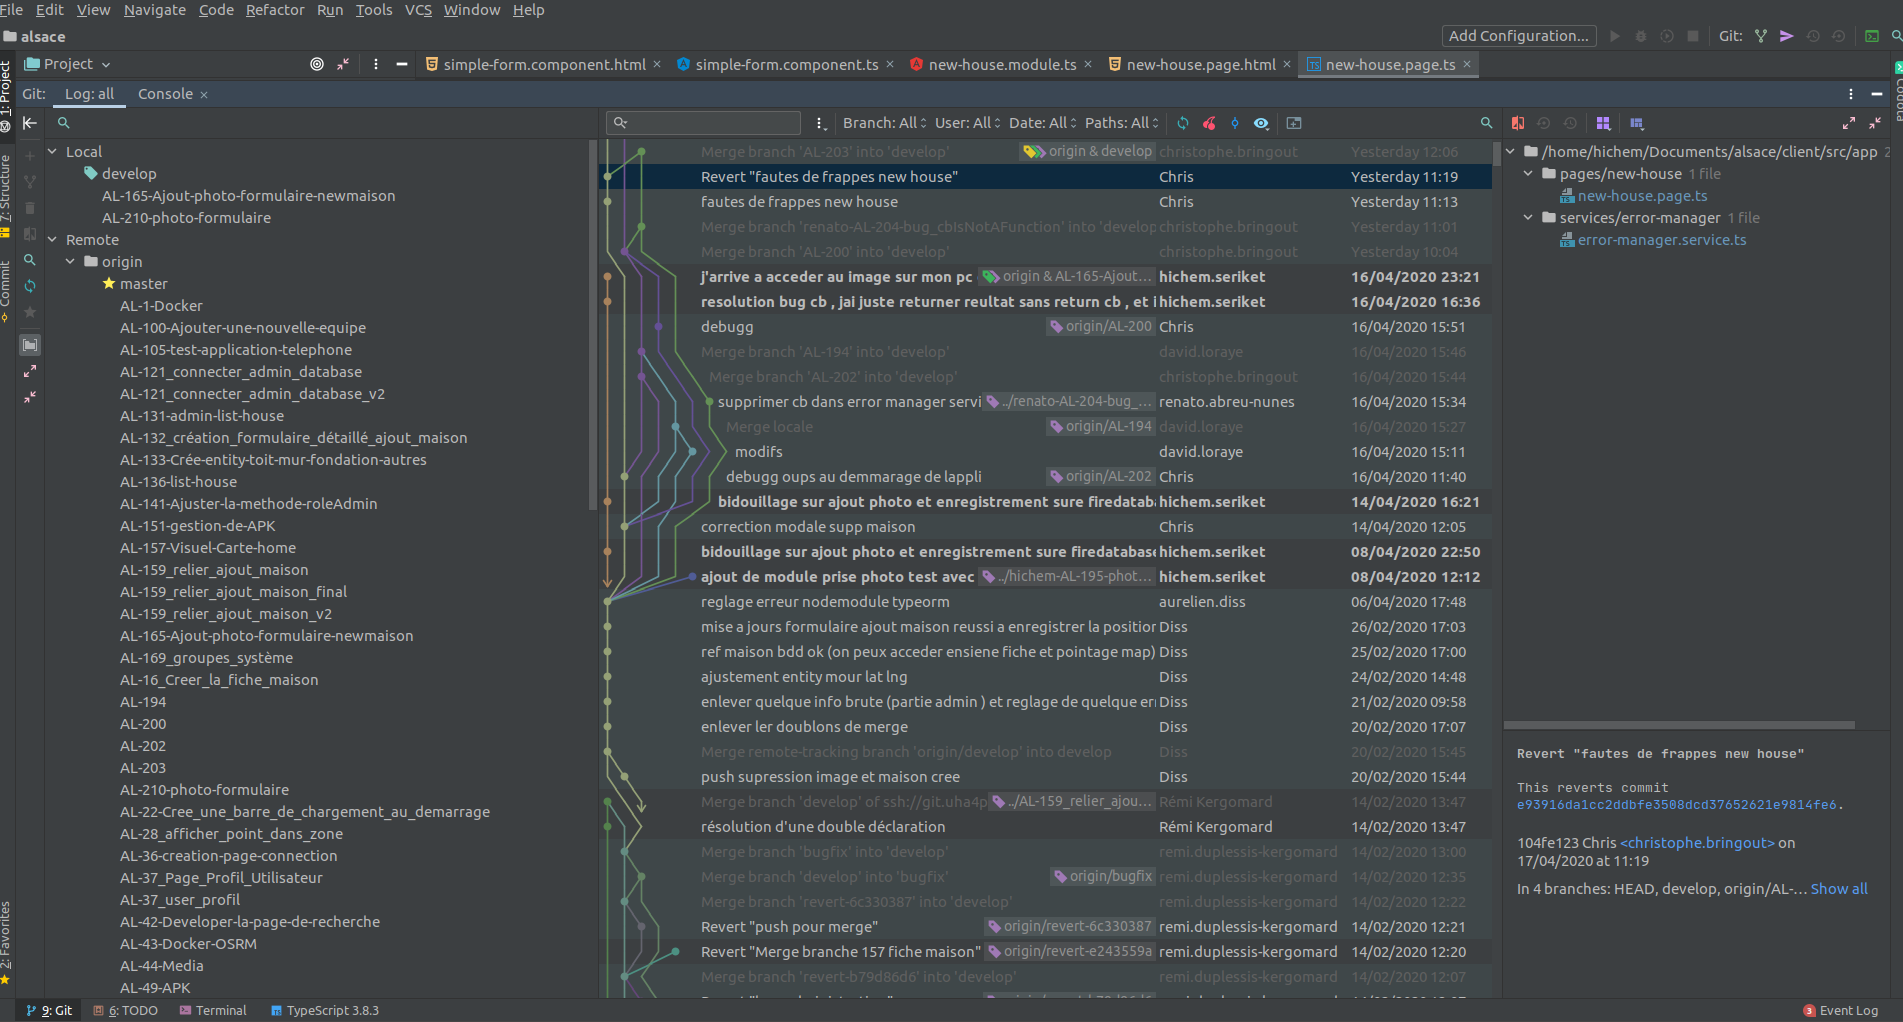 File Edit View Navigate Code Refactor Run Tools VCS Window Help
alsace Add Configuration... Git:
Project simple-form.component.html simple-form.component.ts new-house.module.ts new-house.page.html new-house.page.ts
Git: Log: all Console
Branch: All User: All Date: All Paths: All
1: Project
7: Structure
Commit
2: Favorites
Local
develop
AL-165-Ajout-photo-formulaire-newmaison
AL-210-photo-formulaire
Remote
origin
master
AL-1-Docker
AL-100-Ajouter-une-nouvelle-equipe
AL-105-test-application-telephone
AL-121_connecter_admin_database
AL-121_connecter_admin_database_v2
AL-131-admin-list-house
AL-132_création_formulaire_détaillé_ajout_maison
AL-133-Crée-entity-toit-mur-fondation-autres
AL-136-list-house
AL-141-Ajuster-la-methode-roleAdmin
AL-151-gestion-de-APK
AL-157-Visuel-Carte-home
AL-159_relier_ajout_maison
AL-159_relier_ajout_maison_final
AL-159_relier_ajout_maison_v2
AL-165-Ajout-photo-formulaire-newmaison
AL-169_groupes_système
AL-16_Creer_la_fiche_maison
AL-194
AL-200
AL-202
AL-203
AL-210-photo-formulaire
AL-22-Cree_une_barre_de_chargement_au_demarrage
AL-28_afficher_point_dans_zone
AL-36-creation-page-connection
AL-37_Page_Profil_Utilisateur
AL-37_user_profil
AL-42-Developer-la-page-de-recherche
AL-43-Docker-OSRM
AL-44-Media
AL-49-APK
Merge branch 'AL-203' into 'develop' origin & develop christophe.bringout Yesterday 12:06
Revert "fautes de frappes new house" Chris Yesterday 11:19
fautes de frappes new house Chris Yesterday 11:13
Merge branch 'renato-AL-204-bug_cbIsNotAFunction' into 'develop christophe.bringout Yesterday 11:01
Merge branch 'AL-200' into 'develop' christophe.bringout Yesterday 10:04
j'arrive a acceder au image sur mon pc origin & AL-165-Ajout... hichem.seriket 16/04/2020 23:21
resolution bug cb , jai juste returner reultat sans return cb , et i hichem.seriket 16/04/2020 16:36
debugg origin/AL-200 Chris 16/04/2020 15:51
Merge branch 'AL-194' into 'develop' david.loraye 16/04/2020 15:46
Merge branch 'AL-202' into 'develop' christophe.bringout 16/04/2020 15:44
supprimer cb dans error manager servi ../renato-AL-204-bug_... renato.abreu-nunes 16/04/2020 15:34
Merge locale origin/AL-194 david.loraye 16/04/2020 15:27
modifs david.loraye 16/04/2020 15:11
debugg oups au demmarage de lappli origin/AL-202 Chris 16/04/2020 11:40
bidouillage sur ajout photo et enregistrement sure firedatab hichem.seriket 14/04/2020 16:21
correction modale supp maison Chris 14/04/2020 12:05
bidouillage sur ajout photo et enregistrement sure firedatabase hichem.seriket 08/04/2020 22:50
ajout de module prise photo test avec ../hichem-AL-195-phot... hichem.seriket 08/04/2020 12:12
reglage erreur nodemodule typeorm aurelien.diss 06/04/2020 17:48
mise a jours formulaire ajout maison reussi a enregistrer la position Diss 26/02/2020 17:03
ref maison bdd ok (on peux acceder ensiene fiche et pointage map) Diss 25/02/2020 17:00
ajustement entity mour lat lng Diss 24/02/2020 14:48
enlever quelque info brute (partie admin ) et reglage de quelque er Diss 21/02/2020 09:58
enlever ler doublons de merge Diss 20/02/2020 17:07
Merge remote-tracking branch 'origin/develop' into develop Diss 20/02/2020 15:45
push supression image et maison cree Diss 20/02/2020 15:44
Merge branch 'develop' of ssh://git.uha4p ../AL-159_relier_ajou... Rémi Kergomard 14/02/2020 13:47
résolution d'une double déclaration Rémi Kergomard 14/02/2020 13:47
Merge branch 'bugfix' into 'develop' remi.duplessis-kergomard 14/02/2020 13:00
Merge branch 'develop' into 'bugfix' origin/bugfix remi.duplessis-kergomard 14/02/2020 12:35
Merge branch 'revert-6c330387' into 'develop' remi.duplessis-kergomard 14/02/2020 12:22
Revert "push pour merge" origin/revert-6c330387 remi.duplessis-kergomard 14/02/2020 12:21
Revert "Merge branche 157 fiche maison" origin/revert-e243559a remi.duplessis-kergomard 14/02/2020 12:20
Merge branch 'revert-b79d86d6' into 'develop' remi.duplessis-kergomard 14/02/2020 12:07
/home/hichem/Documents/alsace/client/src/app 2
pages/new-house 1 file
new-house.page.ts
services/error-manager 1 file
error-manager.service.ts
Revert "fautes de frappes new house"
This reverts commit
e93916da1cc2ddbfe3508dcd37652621e9814fe6.
104fe123 Chris <christophe.bringout> on
17/04/2020 at 11:19
In 4 branches: HEAD, develop, origin/AL-... Show all
9: Git 6: TODO Terminal TypeScript 3.8.3 3 Event Log